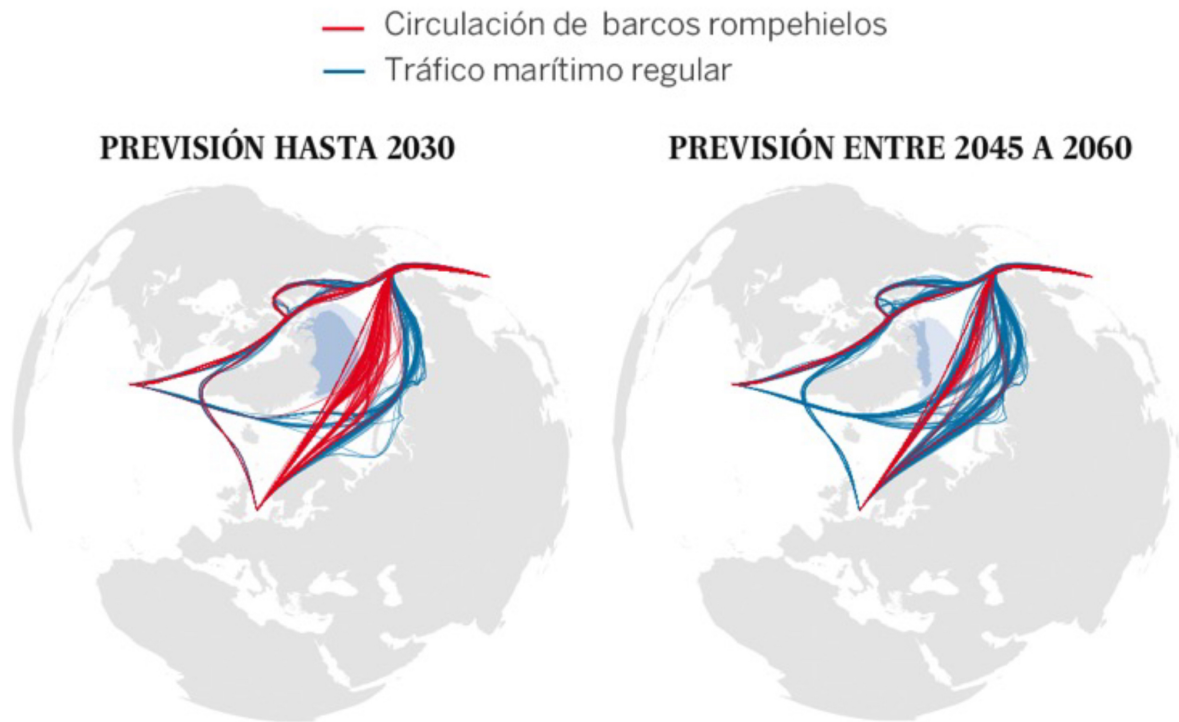 Circulación de barcos rompehielos
Tráfico marítimo regular
PREVISIÓN HASTA 2030
PREVISIÓN ENTRE 2045 A 2060